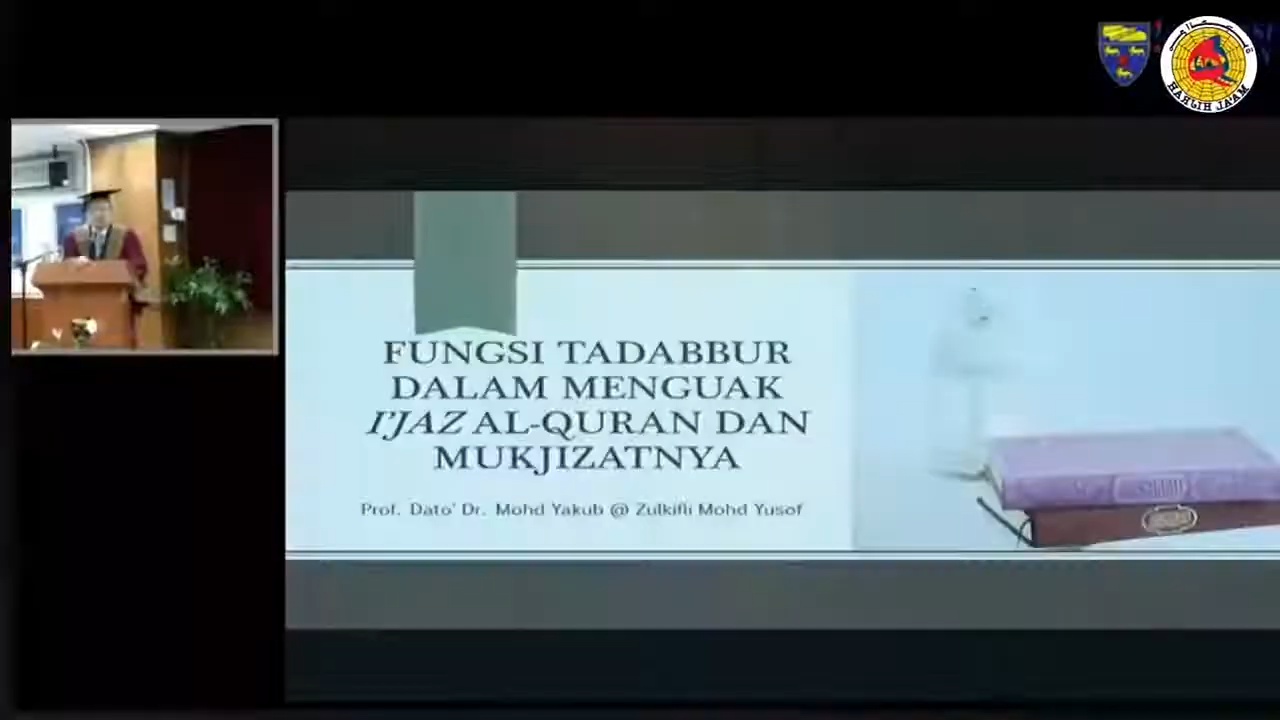 FUNGSI TADABBUR
DALAM MENGUAK
I'JAZ AL-QURAN DAN
MUKJIZATNYA
Prof. Dato' Dr. Mohd Yakub @ Zulkifli Mohd Yusof